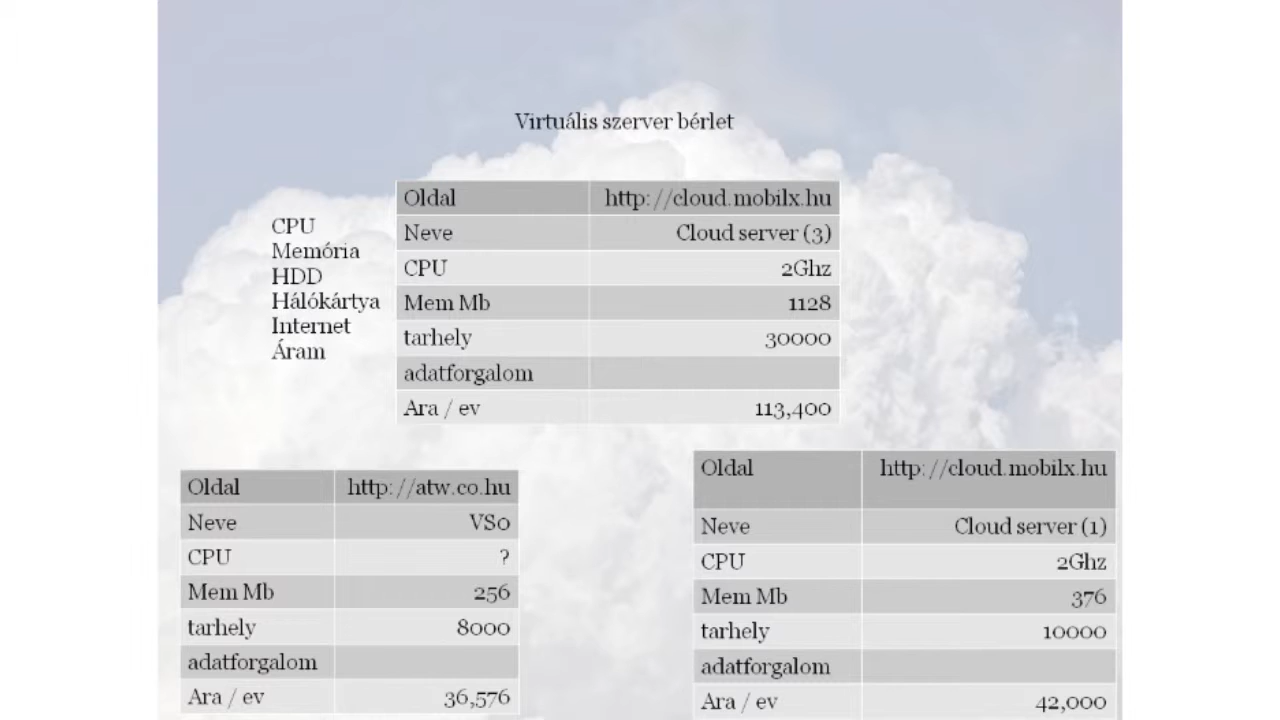 Virtuális szerver bérlet
CPU
Memória
HDD
Hálókártya
Internet
Áram
Oldal http://cloud.mobilx.hu
Neve Cloud server (3)
CPU 2Ghz
Mem Mb 1128
tarhely 30000
adatforgalom
Ara / ev 113,400
Oldal http://atw.co.hu
Neve VS0
CPU ?
Mem Mb 256
tarhely 8000
adatforgalom
Ara / ev 36,576
Oldal http://cloud.mobilx.hu
Neve Cloud server (1)
CPU 2Ghz
Mem Mb 376
tarhely 10000
adatforgalom
Ara / ev 42,000